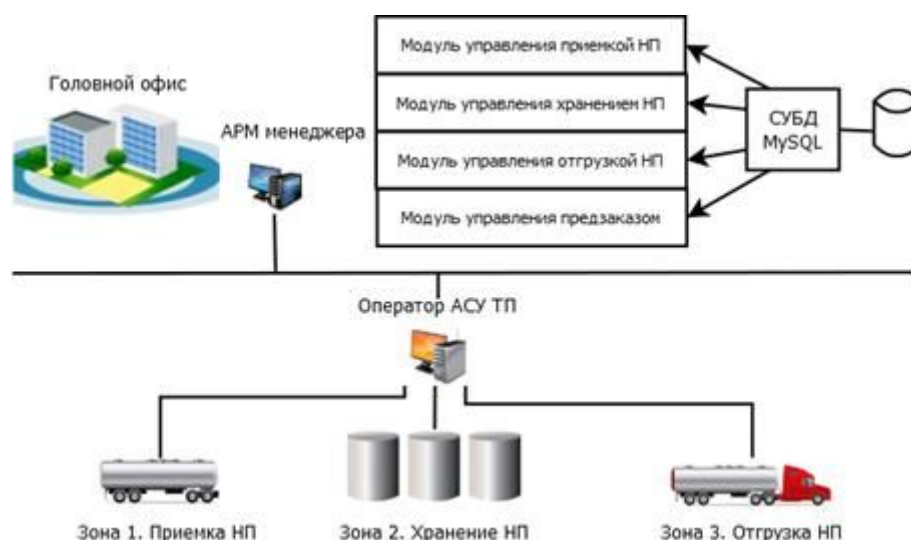 Модуль управления приемкой НП
Головной офис
АРМ менеджера
Модуль управления хранением НП
СУБД
MySQL
Модуль управления отгрузкой НП
Модуль управления предзаказом
Оператор АСУ ТП
Зона 1. Приемка НП
Зона 2. Хранение НП
Зона 3. Отгрузка НП